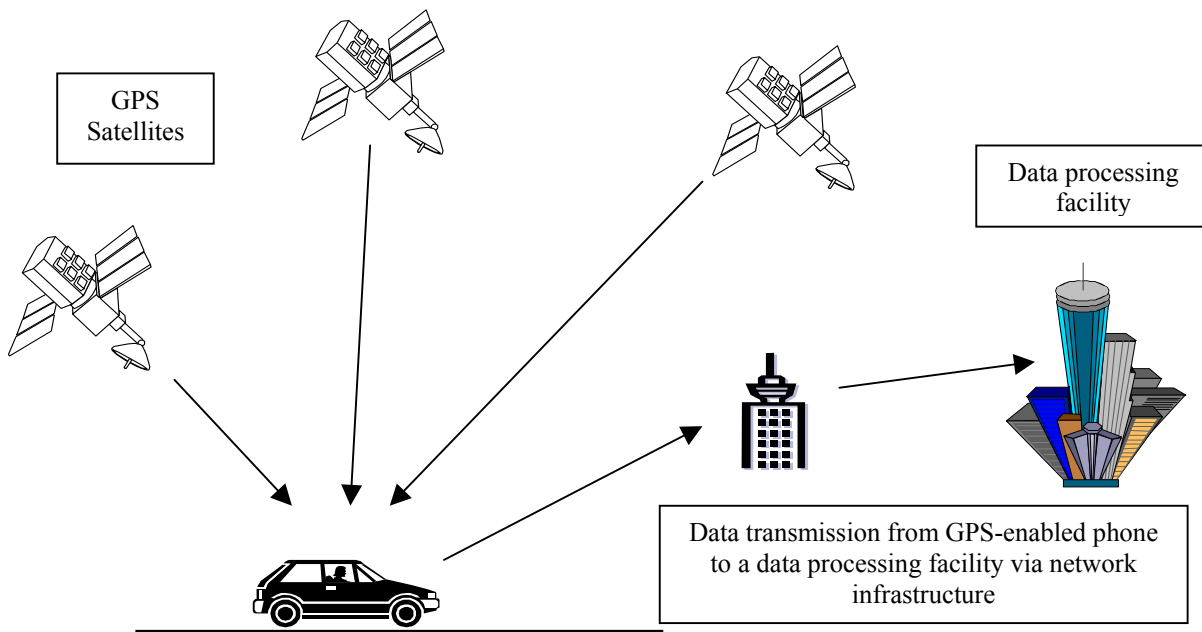 GPS
Satellites
Data processing
facility
Data transmission from GPS-enabled phone
to a data processing facility via network
infrastructure